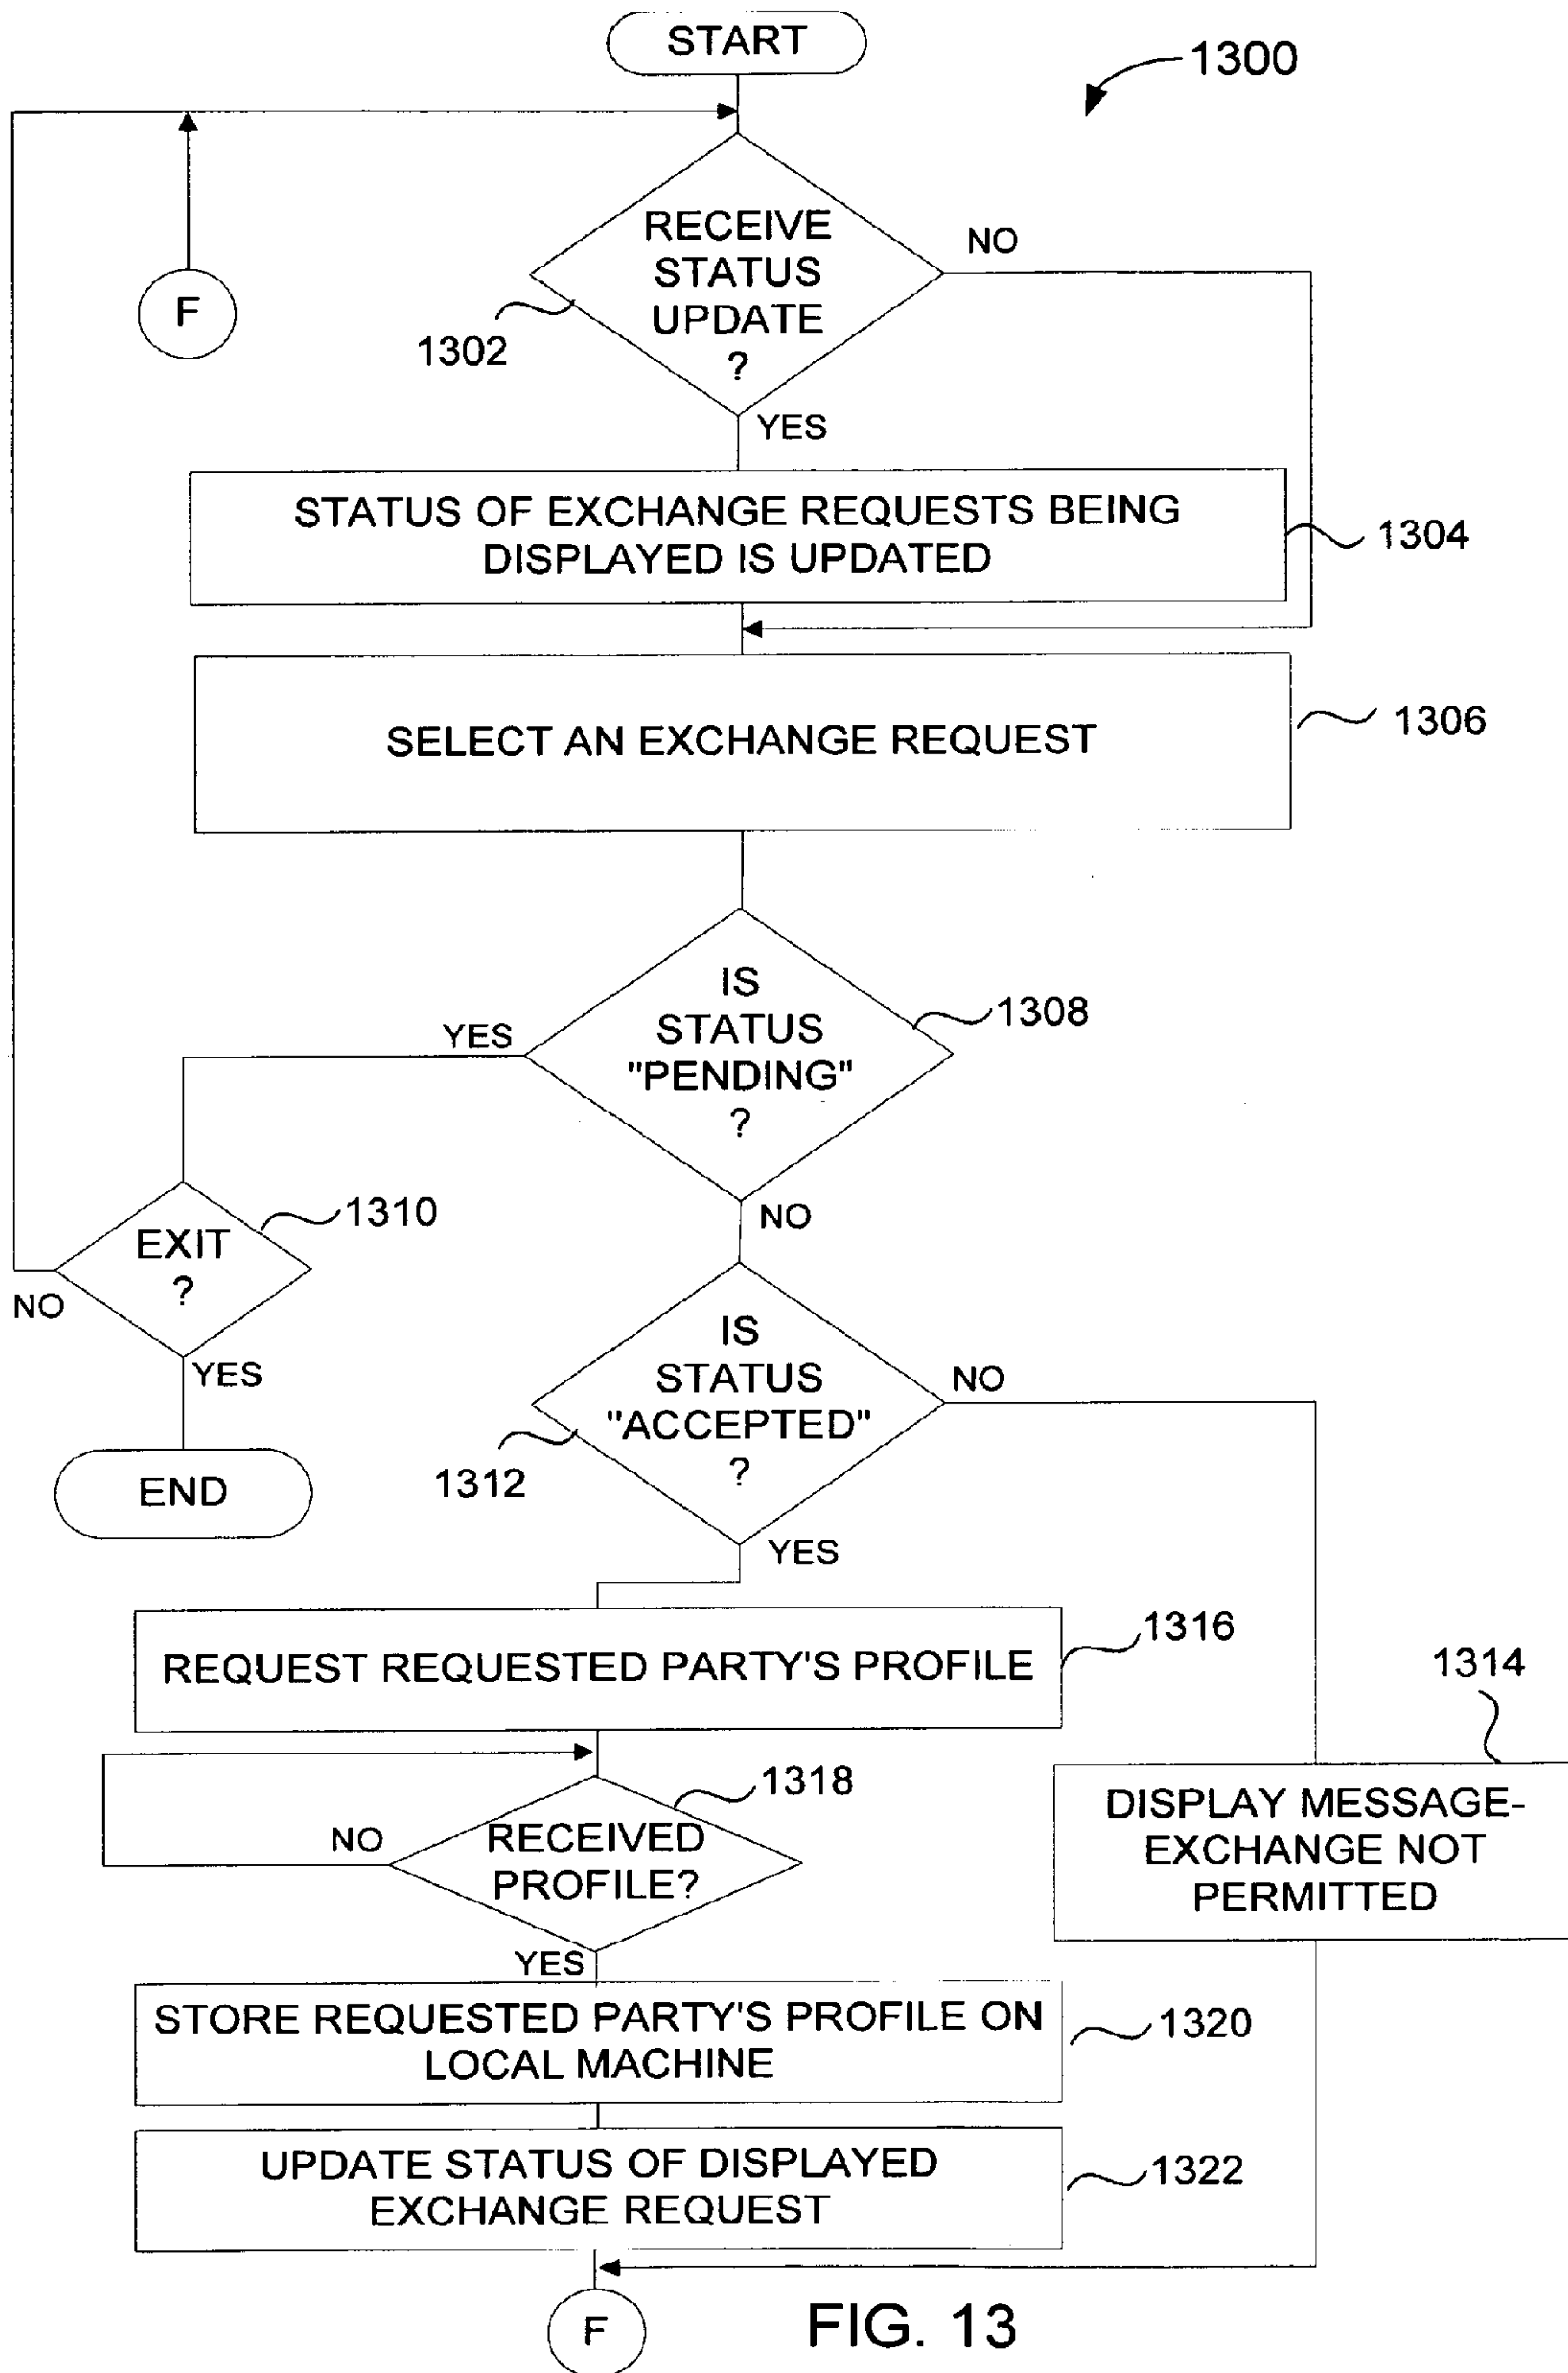 START
1300
RECEIVE
STATUS
UPDATE
?
NO
F
1302
YES
STATUS OF EXCHANGE REQUESTS BEING
DISPLAYED IS UPDATED
1304
SELECT AN EXCHANGE REQUEST
1306
IS
STATUS
"PENDING"
?
1308
YES
NO
EXIT
?
1310
NO
YES
END
IS
STATUS
"ACCEPTED"
?
NO
1312
YES
REQUEST REQUESTED PARTY'S PROFILE
1316
1314
RECEIVED
PROFILE?
1318
NO
YES
DISPLAY MESSAGE-
EXCHANGE NOT
PERMITTED
STORE REQUESTED PARTY'S PROFILE ON
LOCAL MACHINE
1320
UPDATE STATUS OF DISPLAYED
EXCHANGE REQUEST
1322
F
FIG. 13